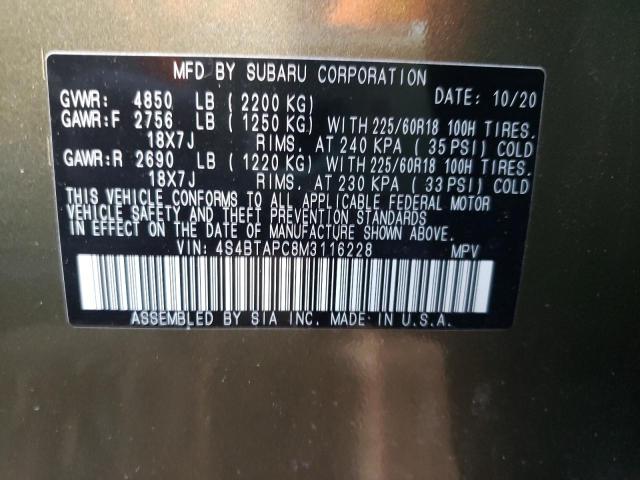 MFD BY SUBARU CORPORATION
GVWR: 4850 LB (2200 KG) DATE: 10/20
GAWR:F 2756 LB (1250 KG) WITH 225/60R18 100H TIRES.
18X7J RIMS. AT 240 KPA (35 PSI) COLD
GAWR:R 2690 LB (1220 KG) WITH 225/60R18 100H TIRES.
18X7J RIMS. AT 230 KPA (33 PSI) COLD
THIS VEHICLE CONFORMS TO ALL APPLICABLE FEDERAL MOTOR
VEHICLE SAFETY AND THEFT PREVENTION STANDARDS
IN EFFECT ON THE DATE OF MANUFACTURE SHOWN ABOVE.
VIN: 4S4BTAPC8M3116228 MPV
ASSEMBLED BY SIA INC. MADE IN U.S.A.